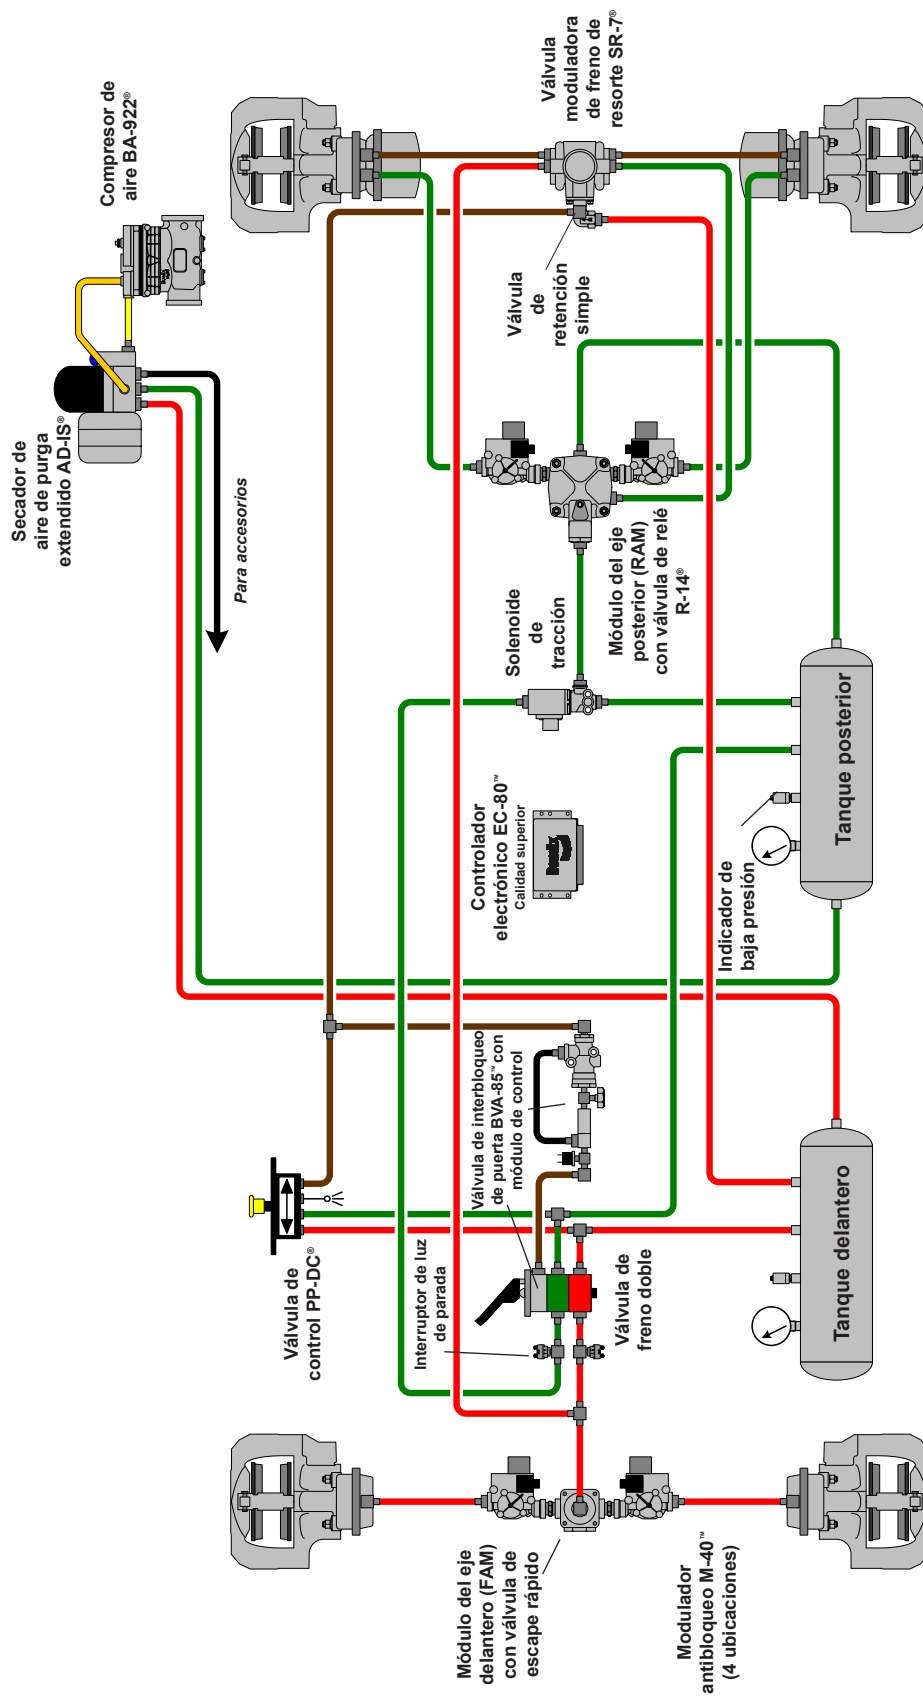 Compresor de
aire BA-922®
Secador de
aire de purga
extendido AD-IS®
Para accesorios
Válvula
moduladora
de freno de
resorte SR-7®
Válvula
de
retención
simple
Módulo del eje
posterior (RAM)
con válvula de relé
R-14®
Solenoide
de
tracción
Controlador
electrónico EC-80™
Calidad superior
Bendix
Indicador de
baja presión
Tanque posterior
Válvula de
control PP-DC®
Válvula de interbloqueo
de puerta BVA-85™ con
módulo de control
Interruptor de luz
de parada
Válvula de
freno doble
Tanque delantero
Módulo del eje
delantero (FAM)
con válvula de
escape rápido
Modulador
antibloqueo M-40™
(4 ubicaciones)